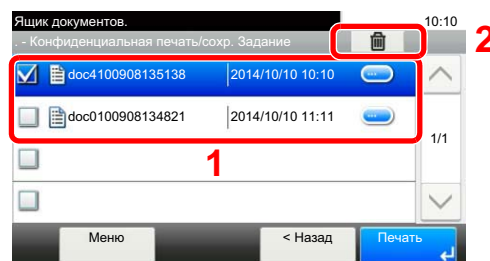 Ящик документов. 10:10
. - Конфиденциальная печать/сохр. Задание 2
doc4100908135138 2014/10/10 10:10 ...
doc0100908134821 2014/10/10 11:11 ...
1/1
1
Меню < Назад Печать